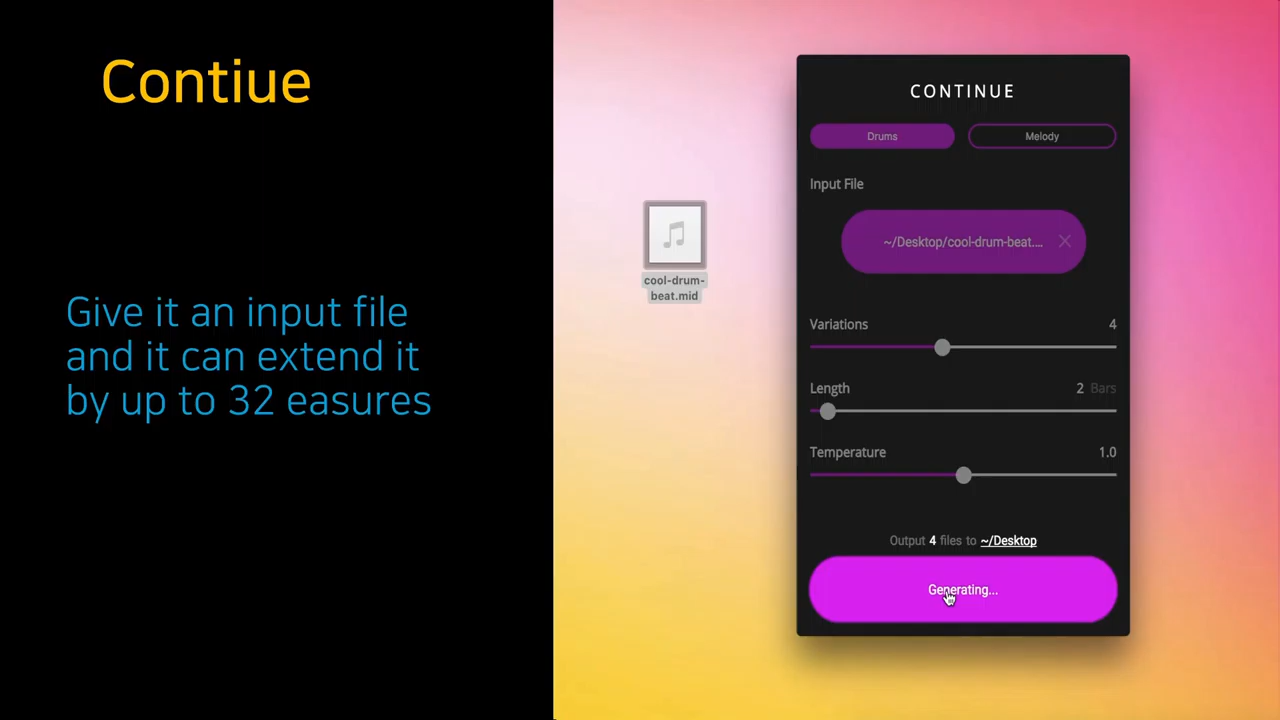 Contiue
Give it an input file
and it can extend it
by up to 32 easures
cool-drum-
beat.mid
CONTINUE
Drums Melody
Input File
~/Desktop/cool-drum-beat....
Variations 4
Length 2 Bars
Temperature 1.0
Output 4 files to ~/Desktop
Generating...